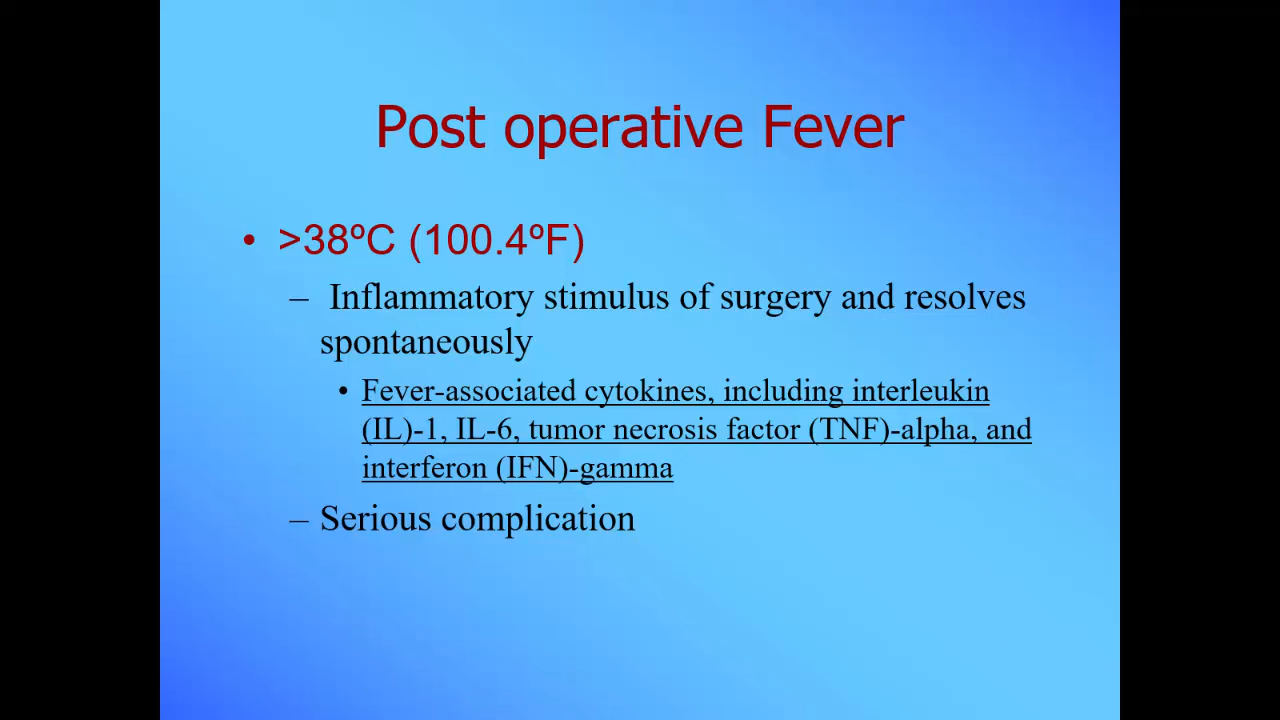 Post operative Fever
• >38ºC (100.4ºF)
– Inflammatory stimulus of surgery and resolves
spontaneously
• Fever-associated cytokines, including interleukin
(IL)-1, IL-6, tumor necrosis factor (TNF)-alpha, and
interferon (IFN)-gamma
– Serious complication